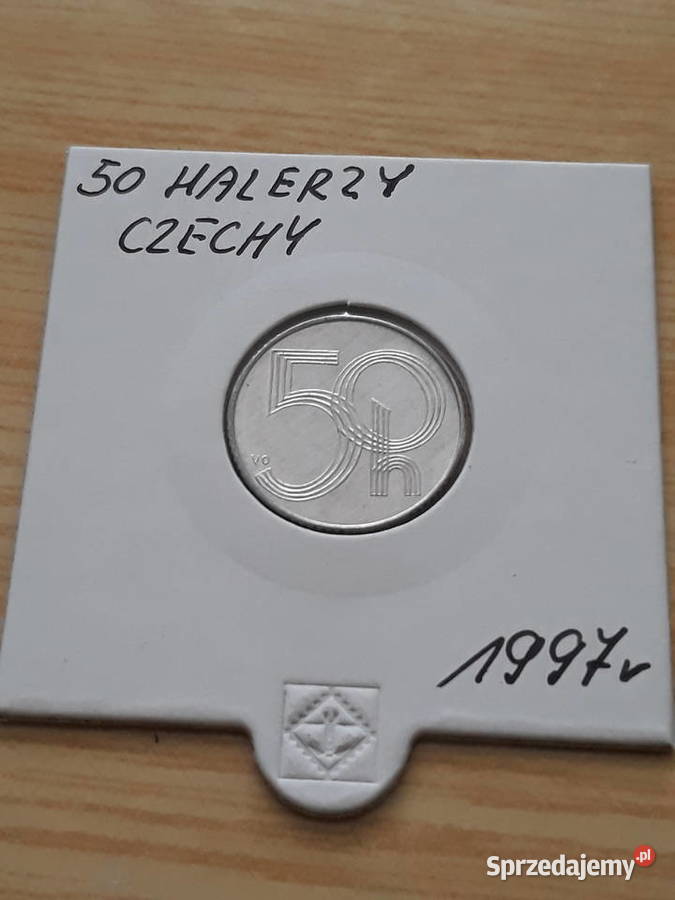 50 HALERZY
CZECHY
50 h
VO
1997r
Sprzedajemy.pl